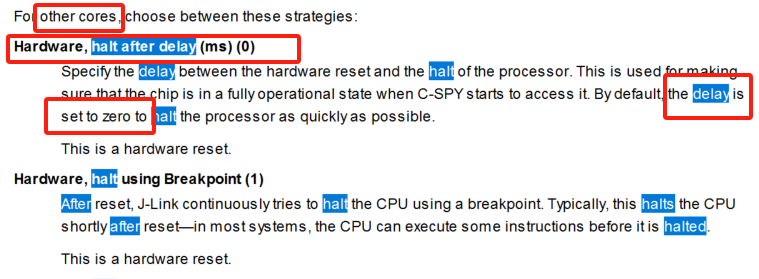 For other cores, choose between these strategies:
Hardware, halt after delay (ms) (0)
Specify the delay between the hardware reset and the halt of the processor. This is used for making
sure that the chip is in a fully operational state when C-SPY starts to access it. By default, the delay is
set to zero to halt the processor as quickly as possible.
This is a hardware reset.
Hardware, halt using Breakpoint (1)
After reset, J-Link continuously tries to halt the CPU using a breakpoint. Typically, this halts the CPU
shortly after reset—in most systems, the CPU can execute some instructions before it is halted.
This is a hardware reset.